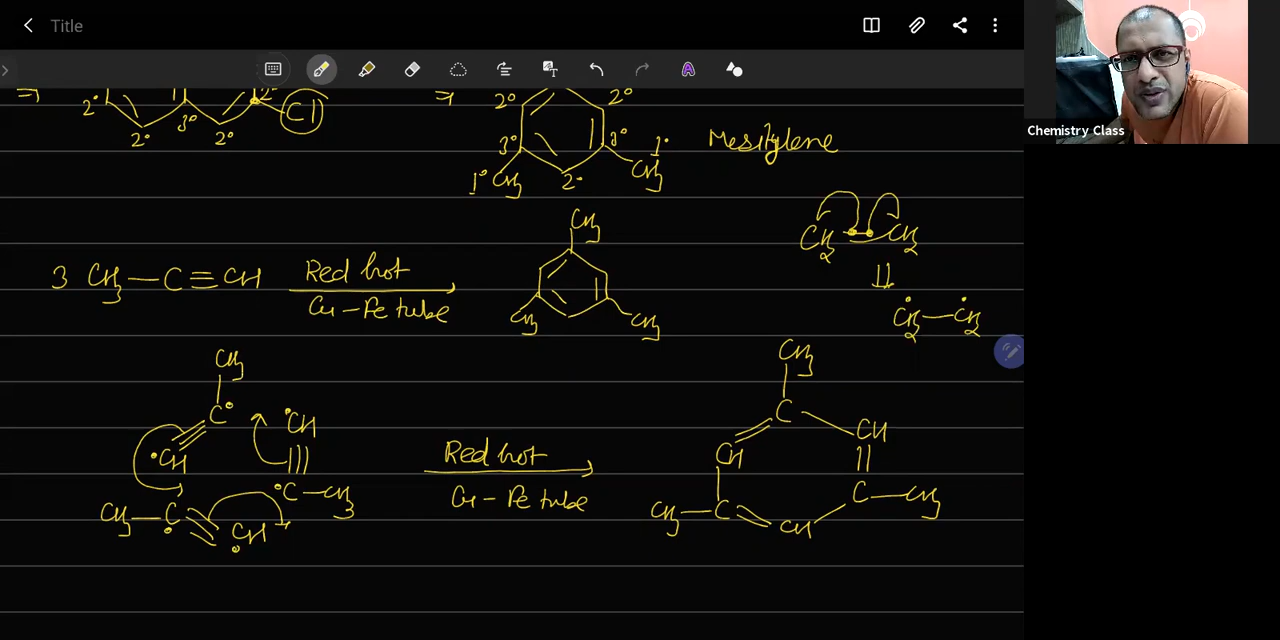 Title
Chemistry Class
⇒ 2° 2° 3° 2° 2° Cl
⇒ 2° 2° 3° 3° 1° CH3 2° CH3 1° Mesitylene
CH2 = CH2
CH3
3 CH3 — C ≡ CH Red hot
Cu – Fe tube
CH3 CH3
⇓
•CH2 — •CH2
CH3
C•
•CH
•CH
•C — CH3
CH3 — C•
•CH
Red hot
Cu – Fe tube
CH3
C
CH
CH
C — CH3
CH3 — C
CH